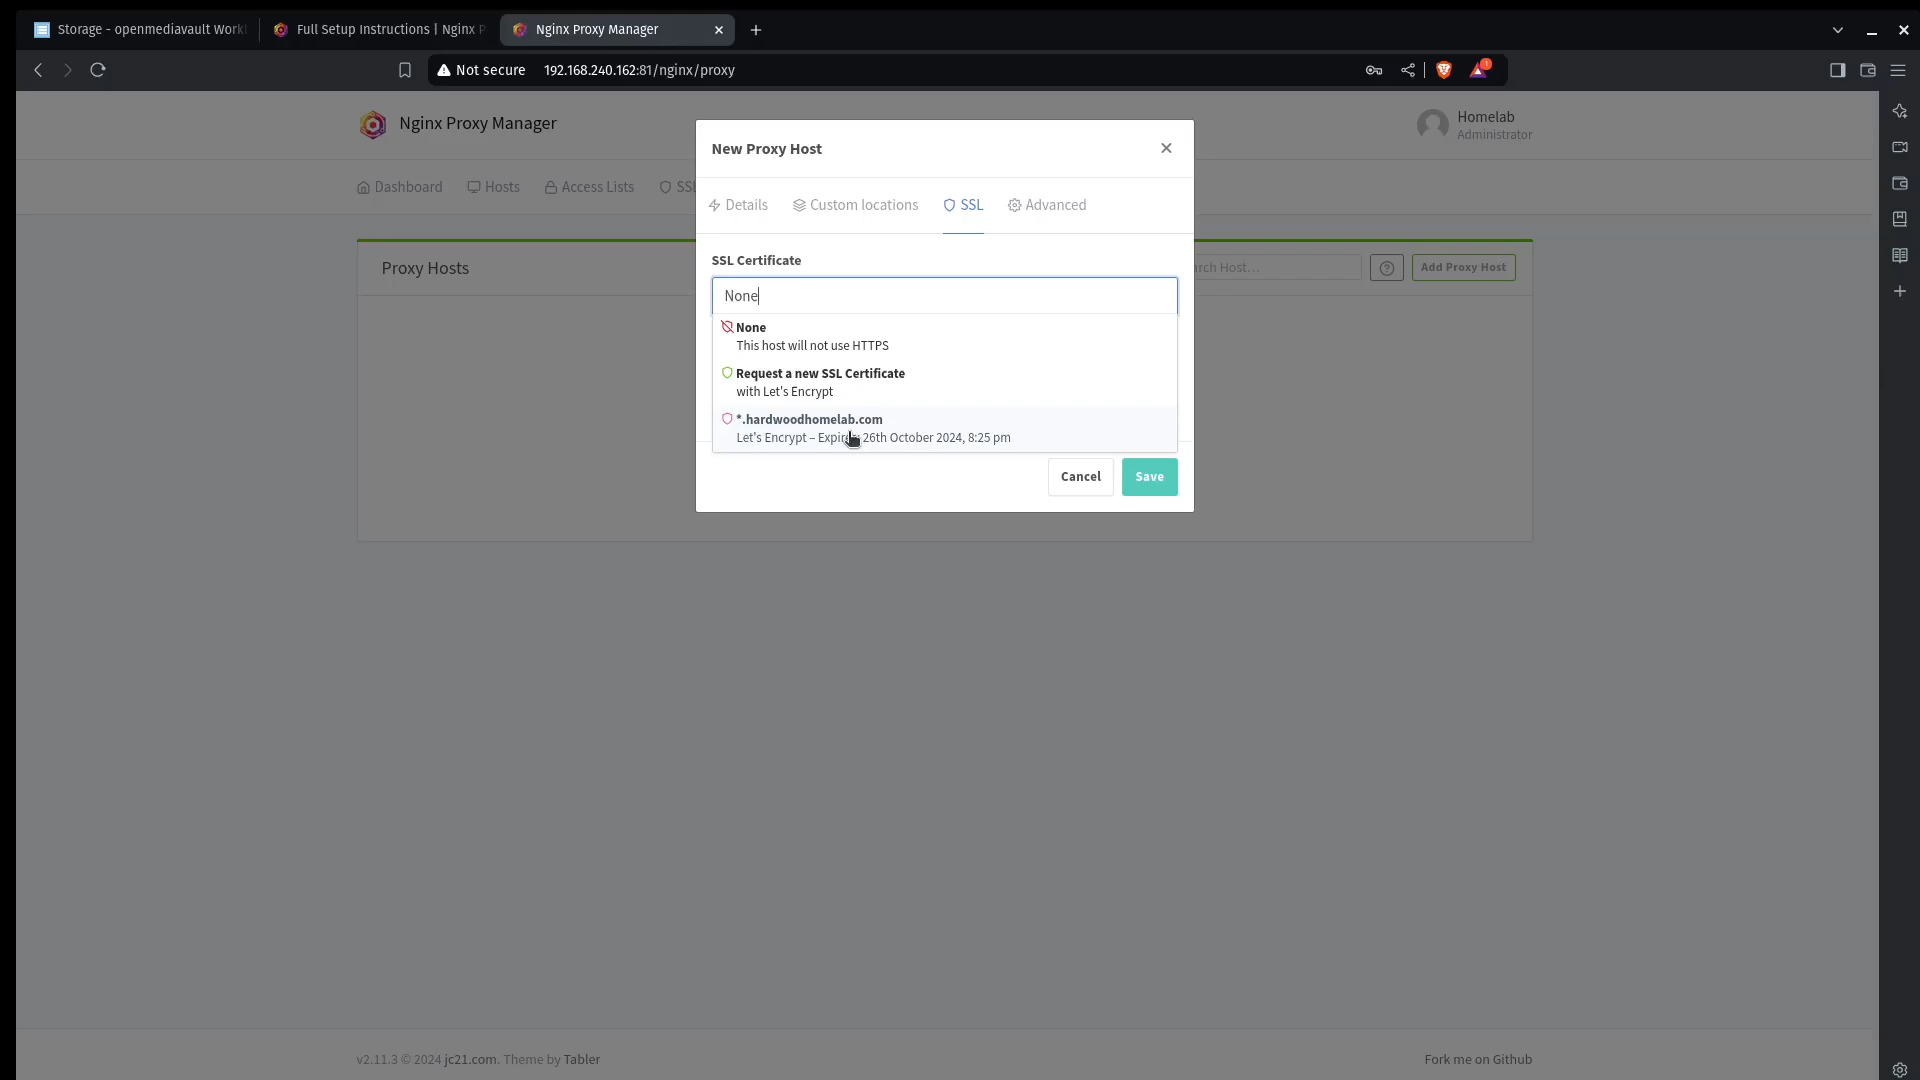 Storage - openmediavault Work
Full Setup Instructions | Nginx P
Nginx Proxy Manager
Not secure
192.168.240.162:81/nginx/proxy
1
Nginx Proxy Manager
Homelab
Administrator
Dashboard
Hosts
Access Lists
SSL
New Proxy Host
Details
Custom locations
SSL
Advanced
Proxy Hosts
rch Host…
Add Proxy Host
SSL Certificate
None
None
This host will not use HTTPS
Request a new SSL Certificate
with Let's Encrypt
*.hardwoodhomelab.com
Let's Encrypt – Expires: 26th October 2024, 8:25 pm
Cancel
Save
v2.11.3 © 2024 jc21.com. Theme by Tabler
Fork me on Github